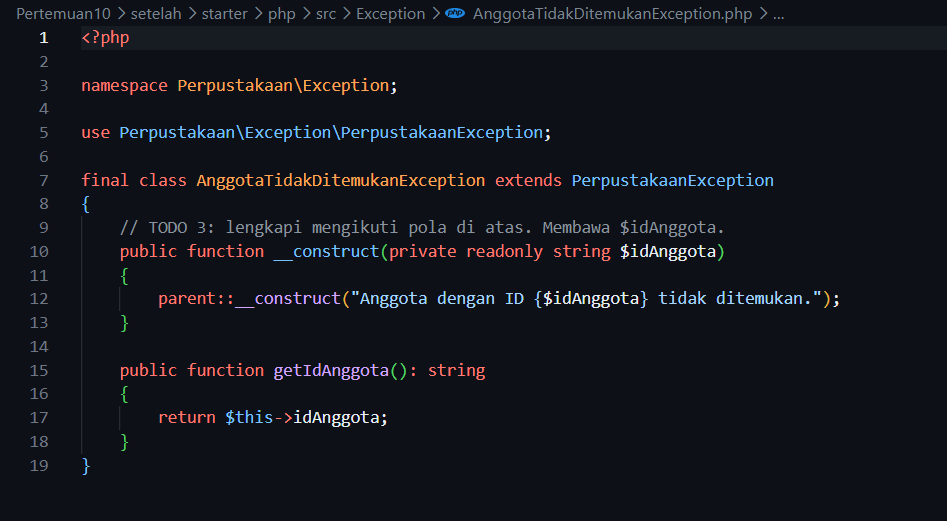 Pertemuan10 > setelah > starter > php > src > Exception > php AnggotaTidakDitemukanException.php > ...
1 <?php
2
3 namespace Perpustakaan\Exception;
4
5 use Perpustakaan\Exception\PerpustakaanException;
6
7 final class AnggotaTidakDitemukanException extends PerpustakaanException
8 {
9     // TODO 3: lengkapi mengikuti pola di atas. Membawa $idAnggota.
10     public function __construct(private readonly string $idAnggota)
11     {
12         parent::__construct("Anggota dengan ID {$idAnggota} tidak ditemukan.");
13     }
14
15     public function getIdAnggota(): string
16     {
17         return $this->idAnggota;
18     }
19 }